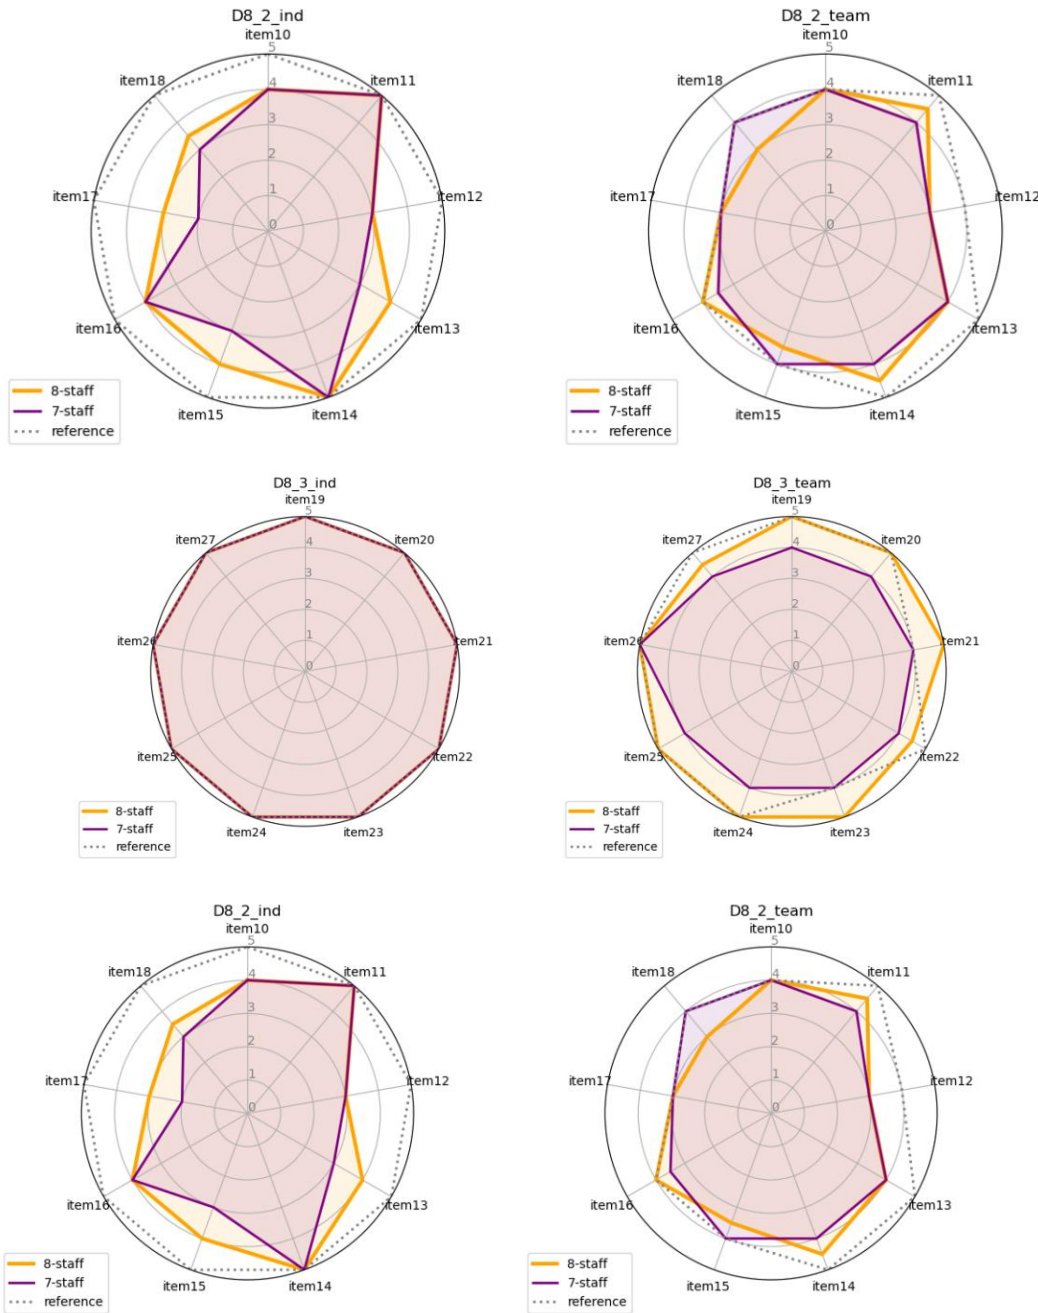 D8_2_ind
item10
item11
item12
item13
item14
item15
item16
item17
item18
0
1
2
3
4
5
8-staff
7-staff
reference
D8_2_team
item10
item11
item12
item13
item14
item15
item16
item17
item18
0
1
2
3
4
5
8-staff
7-staff
reference
D8_3_ind
item19
item20
item21
item22
item23
item24
item25
item26
item27
0
1
2
3
4
5
8-staff
7-staff
reference
D8_3_team
item19
item20
item21
item22
item23
item24
item25
item26
item27
0
1
2
3
4
5
8-staff
7-staff
reference
D8_2_ind
item10
item11
item12
item13
item14
item15
item16
item17
item18
0
1
2
3
4
5
8-staff
7-staff
reference
D8_2_team
item10
item11
item12
item13
item14
item15
item16
item17
item18
0
1
2
3
4
5
8-staff
7-staff
reference